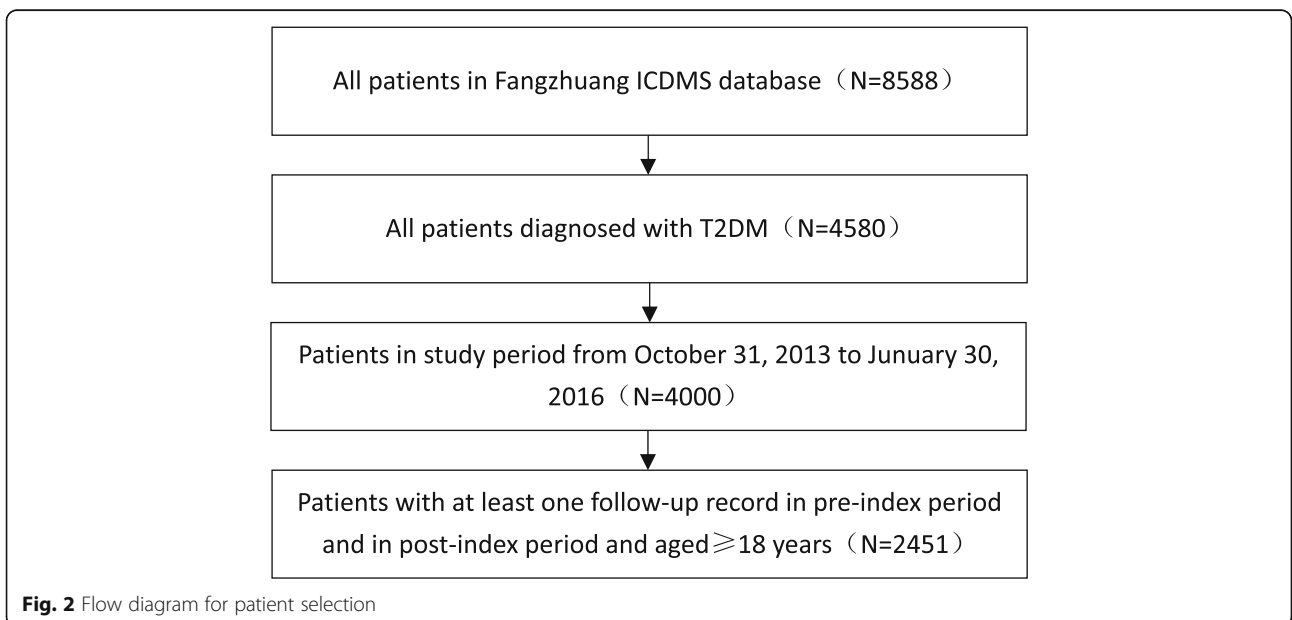 All patients in Fangzhuang ICDMS database（N=8588）
All patients diagnosed with T2DM（N=4580）
Patients in study period from October 31, 2013 to Junuary 30,
2016（N=4000）
Patients with at least one follow-up record in pre-index period
and in post-index period and aged≥18 years（N=2451）
Fig. 2 Flow diagram for patient selection